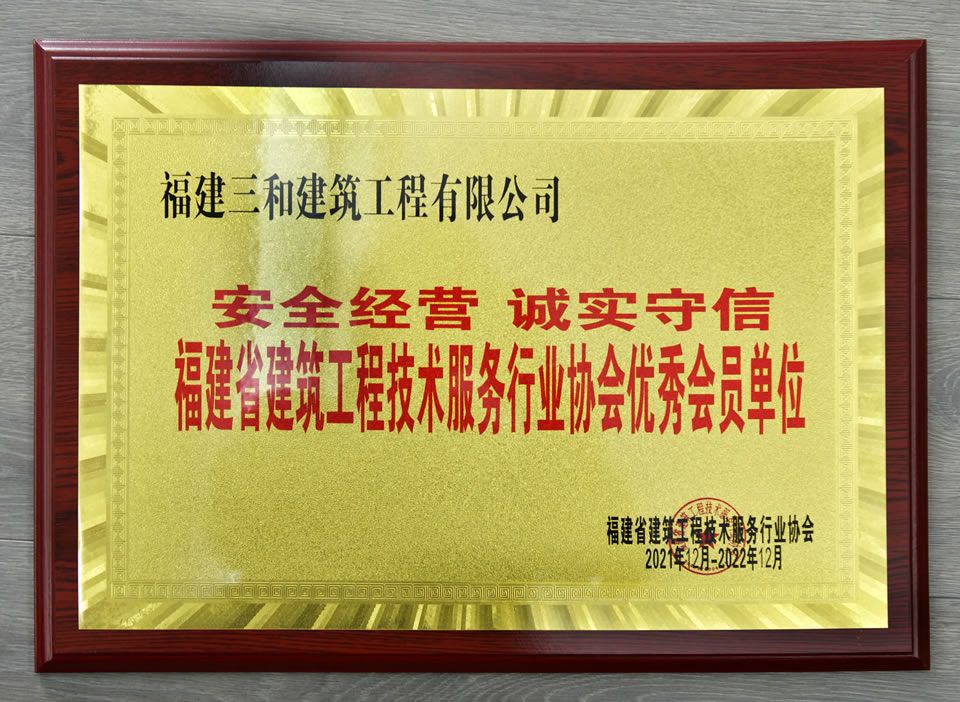 福建三和建筑工程有限公司
安全经营 诚实守信
福建省建筑工程技术服务行业协会优秀会员单位
福建省建筑工程技术服务行业协会
2021年12月-2022年12月